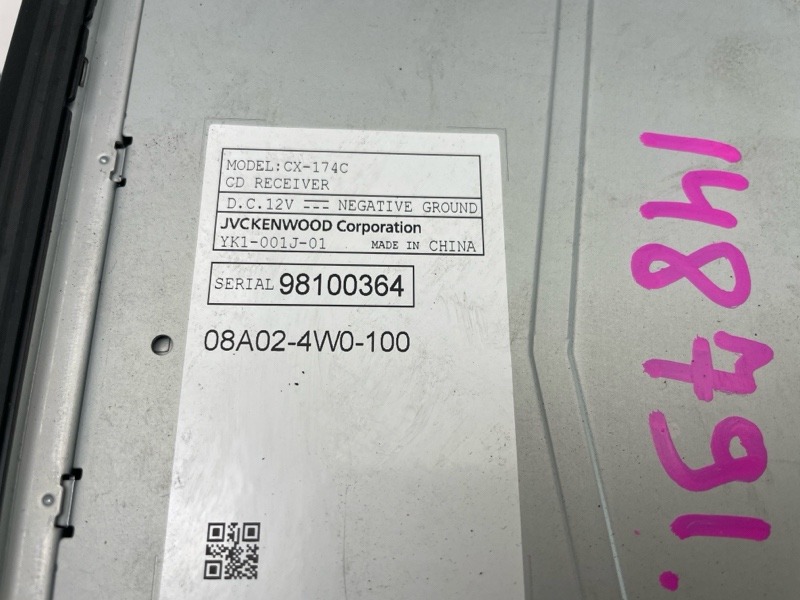 MODEL:CX-174C
CD RECEIVER
D.C.12V ⎓ NEGATIVE GROUND
JVCKENWOOD Corporation
YK1-001J-01 MADE IN CHINA
SERIAL 98100364
08A02-4W0-100
148791.